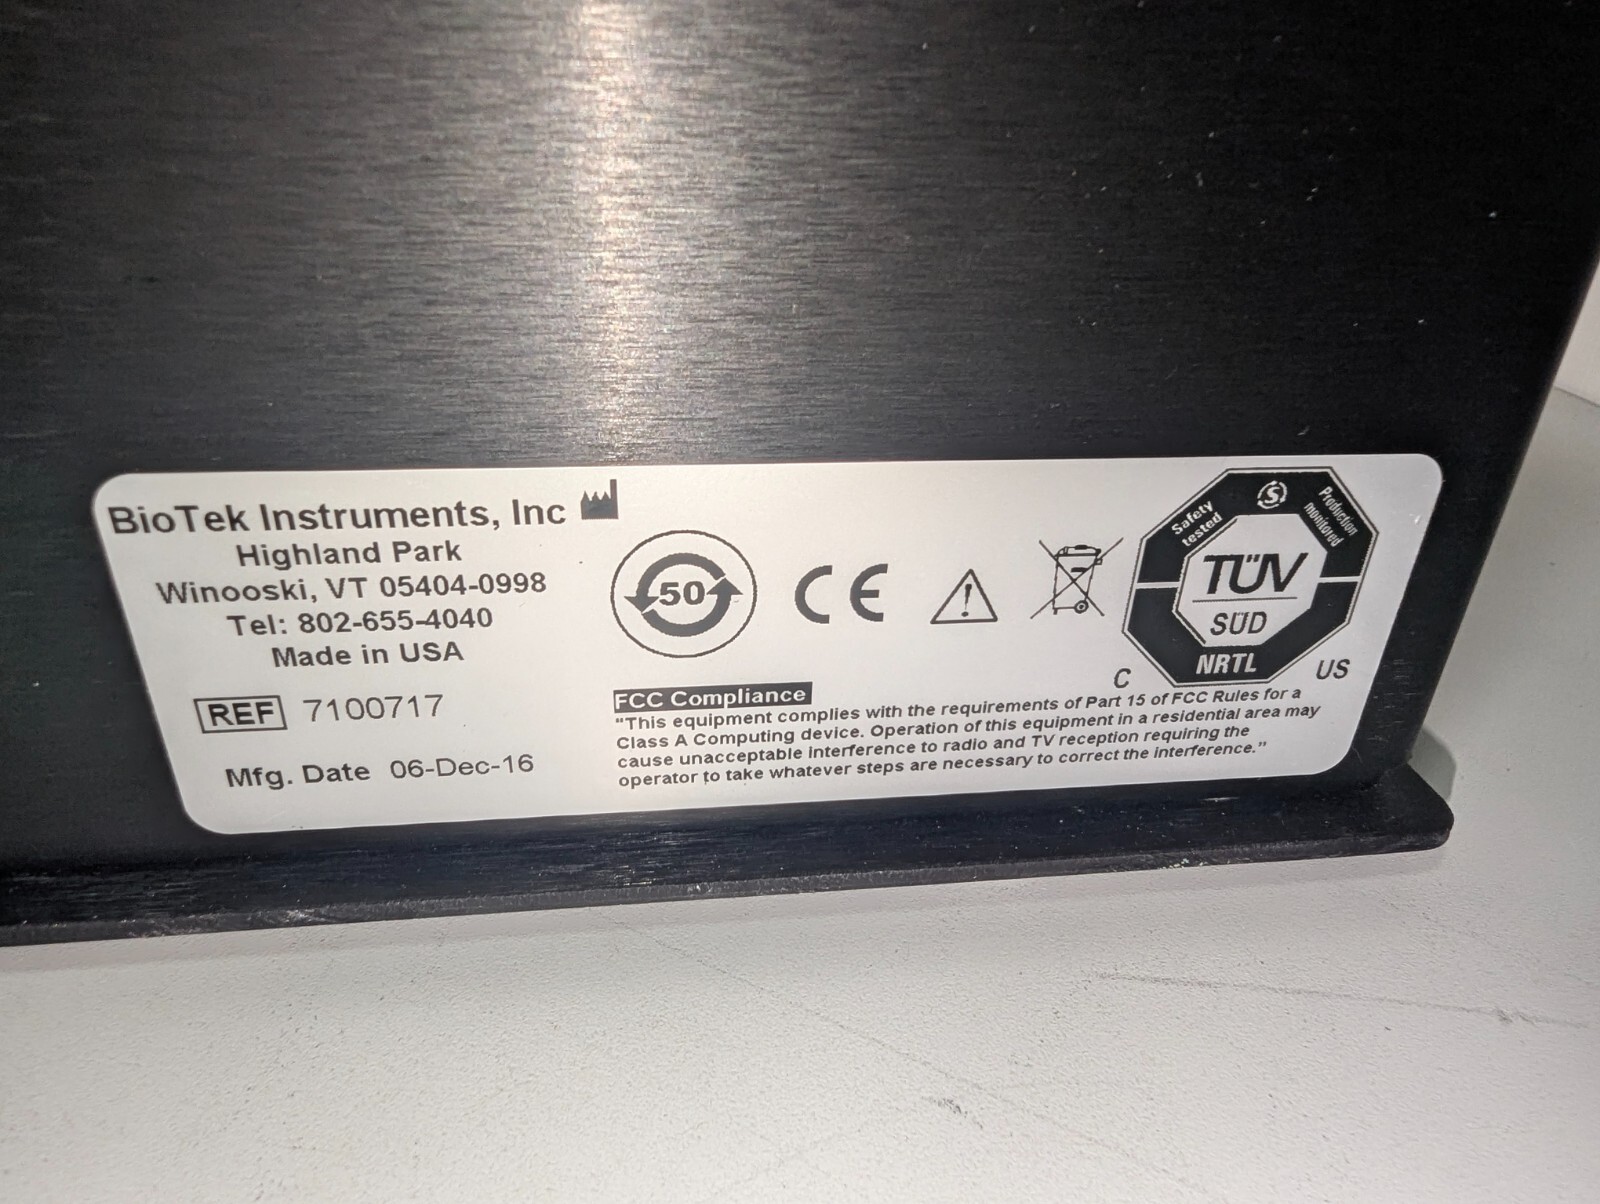 BioTek Instruments, Inc
Highland Park
Winooski, VT 05404-0998
Tel: 802-655-4040
Made in USA
REF 7100717
Mfg. Date 06-Dec-16
50
CE
Safety tested
S
Production monitored
TÜV
SÜD
NRTL
C US
FCC Compliance
"This equipment complies with the requirements of Part 15 of FCC Rules for a
Class A Computing device. Operation of this equipment in a residential area may
cause unacceptable interference to radio and TV reception requiring the
operator to take whatever steps are necessary to correct the interference."